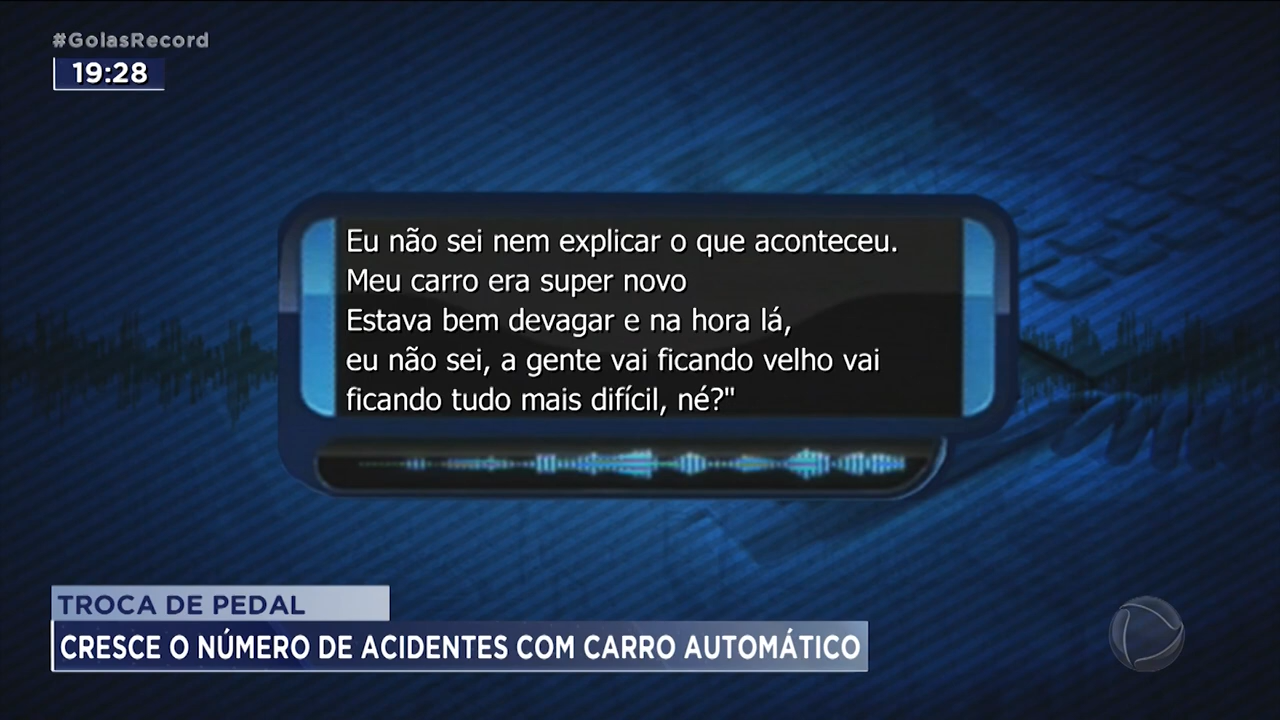 #GoiasRecord
19:28
Eu não sei nem explicar o que aconteceu.
Meu carro era super novo
Estava bem devagar e na hora lá,
eu não sei, a gente vai ficando velho vai
ficando tudo mais difícil, né?"
TROCA DE PEDAL
CRESCE O NÚMERO DE ACIDENTES COM CARRO AUTOMÁTICO